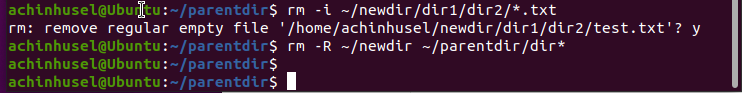 achinhusel@Ubuntu:~/parentdir$ rm -i ~/newdir/dir1/dir2/*.txt
rm: remove regular empty file '/home/achinhusel/newdir/dir1/dir2/test.txt'? y
achinhusel@Ubuntu:~/parentdir$ rm -R ~/newdir ~/parentdir/dir*
achinhusel@Ubuntu:~/parentdir$
achinhusel@Ubuntu:~/parentdir$